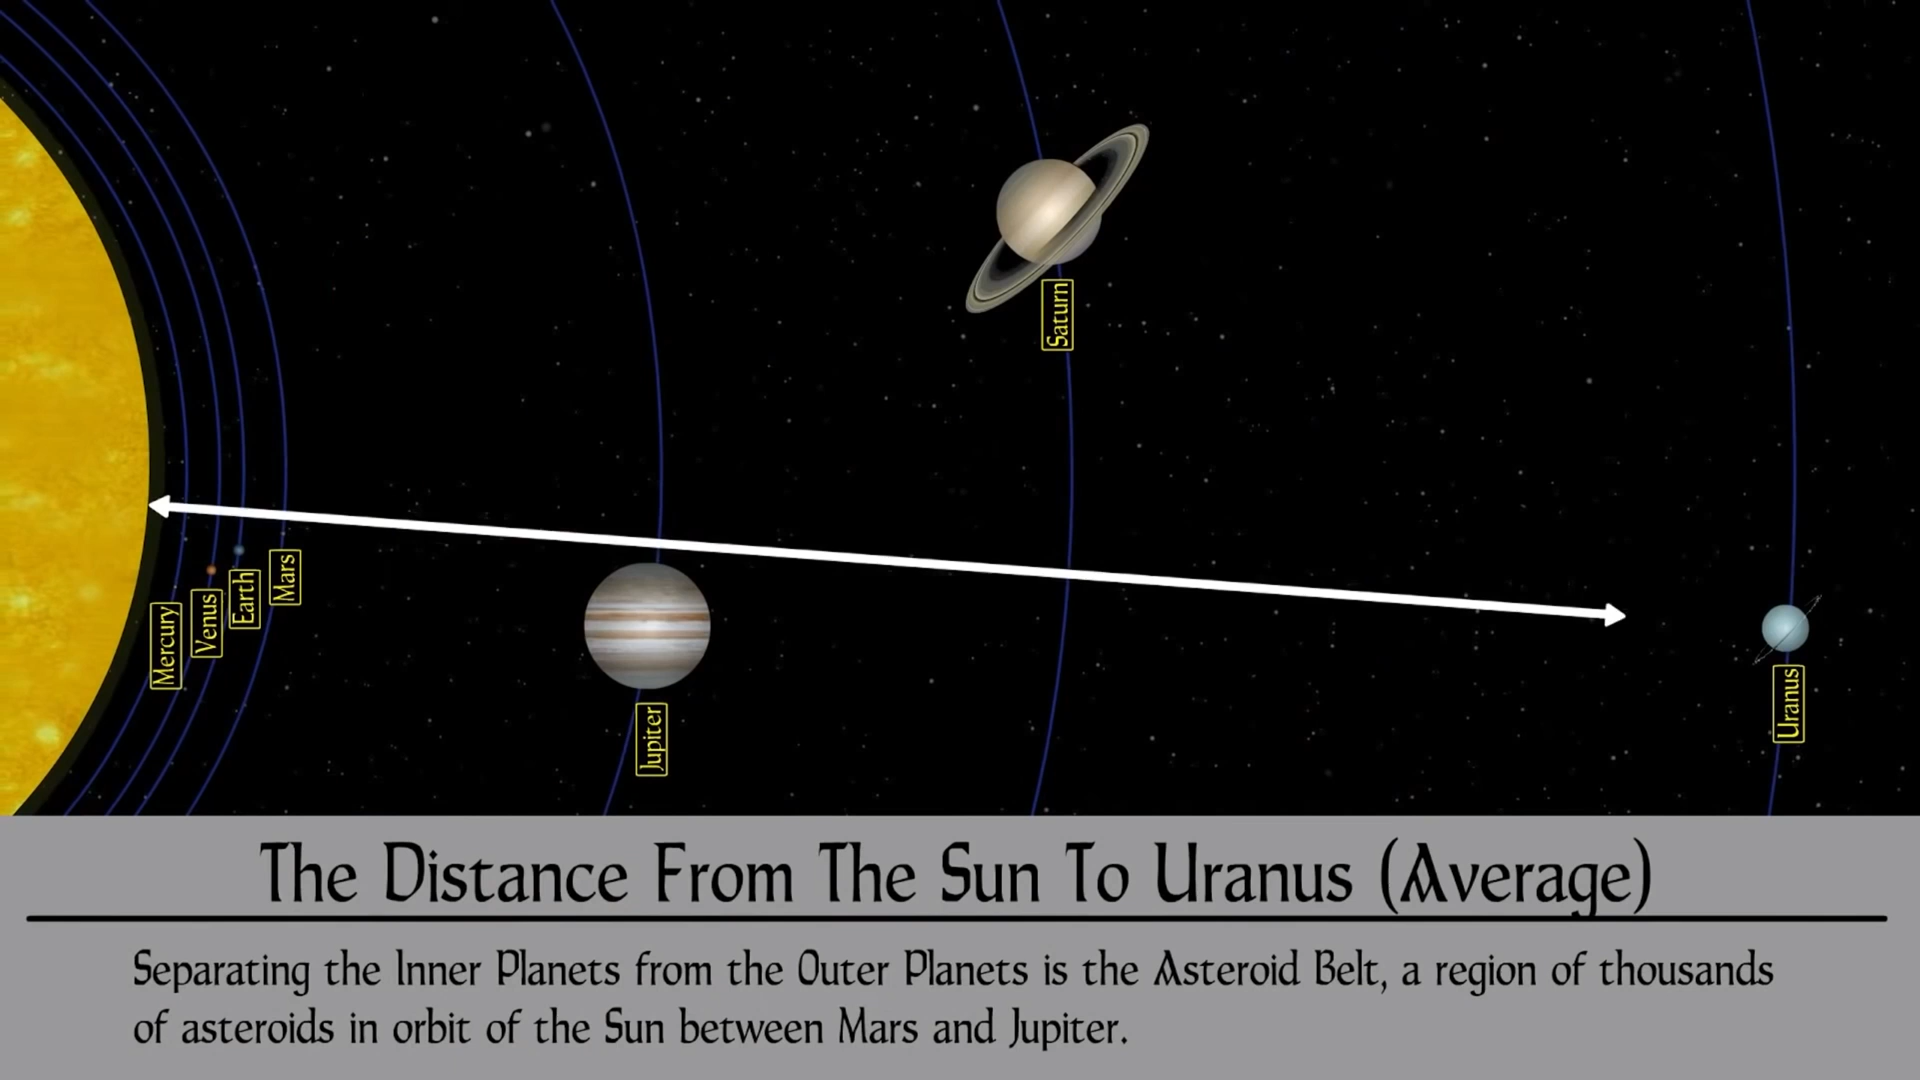 Saturn
Mars
Earth
Venus
Mercury
Jupiter
Uranus
The Distance From The Sun To Uranus (Average)
Separating the Inner Planets from the Outer Planets is the Asteroid Belt, a region of thousands
of asteroids in orbit of the Sun between Mars and Jupiter.